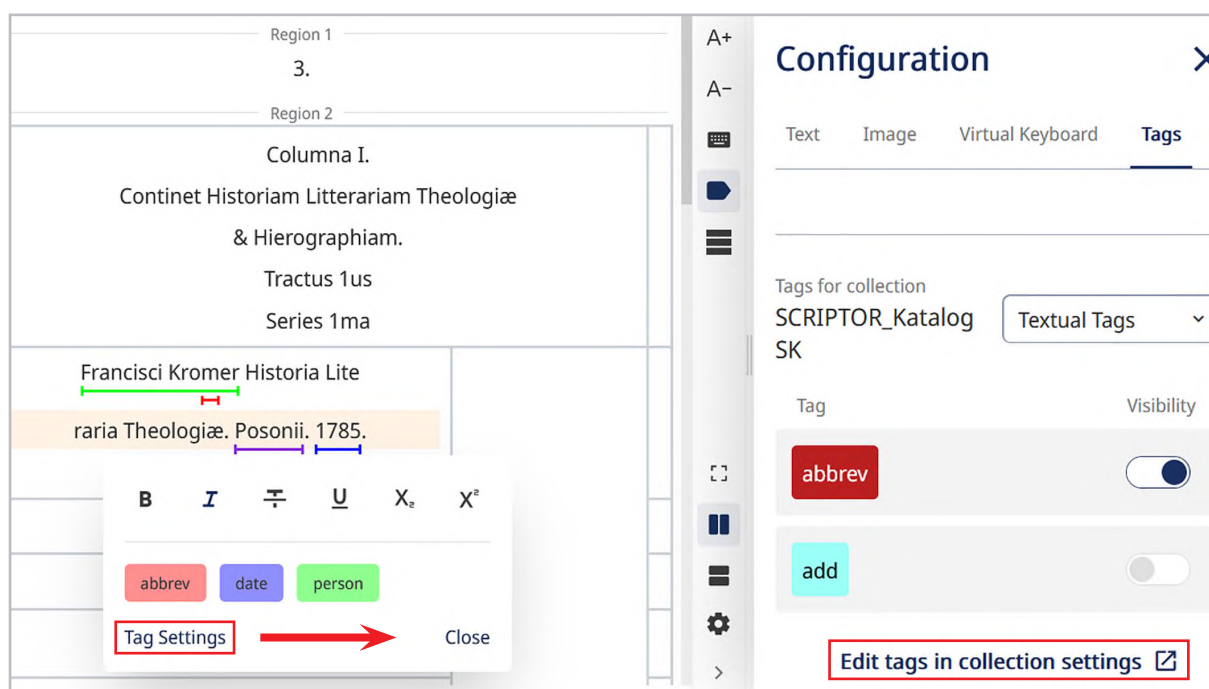 Region 1
3.
Region 2
Columna I.
Continet Historiam Litterariam Theologiæ
& Hierographiam.
Tractus 1us
Series 1ma
Francisci Kromer Historia Lite
raria Theologiæ. Posonii. 1785.
B I T U X₂ X²
abbrev date person
Tag Settings Close
A+
A-
Configuration
Text Image Virtual Keyboard Tags
Tags for collection
SCRIPTOR_Katalog
SK
Textual Tags
Tag Visibility
abbrev
add
Edit tags in collection settings